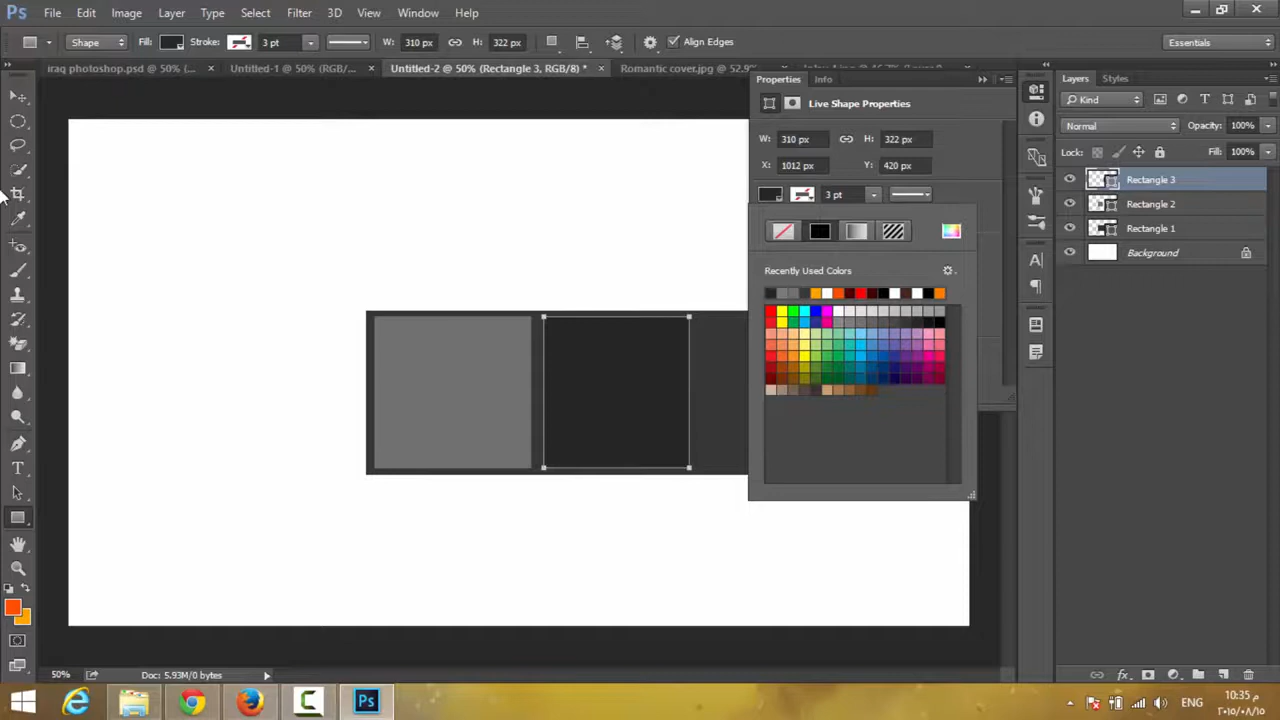 Ps File Edit Image Layer Type Select Filter 3D View Window Help
Shape Fill: Stroke: 3 pt W: 310 px H: 322 px Align Edges Essentials
iraq photoshop.psd @ 50% ( ... × Untitled-1 @ 50% (RGB/... × Untitled-2 @ 50% (Rectangle 3, RGB/8) * × Romantic cover.jpg @ 52.9%
Properties Info
Layers Styles
Live Shape Properties
Kind
W: 310 px H: 322 px
Normal Opacity: 100%
X: 1012 px Y: 420 px
Lock: Fill: 100%
3 pt
Rectangle 3
Rectangle 2
Rectangle 1
Background
Recently Used Colors
50% Doc: 5.93M/0 bytes
Ps
ENG
10:35 م